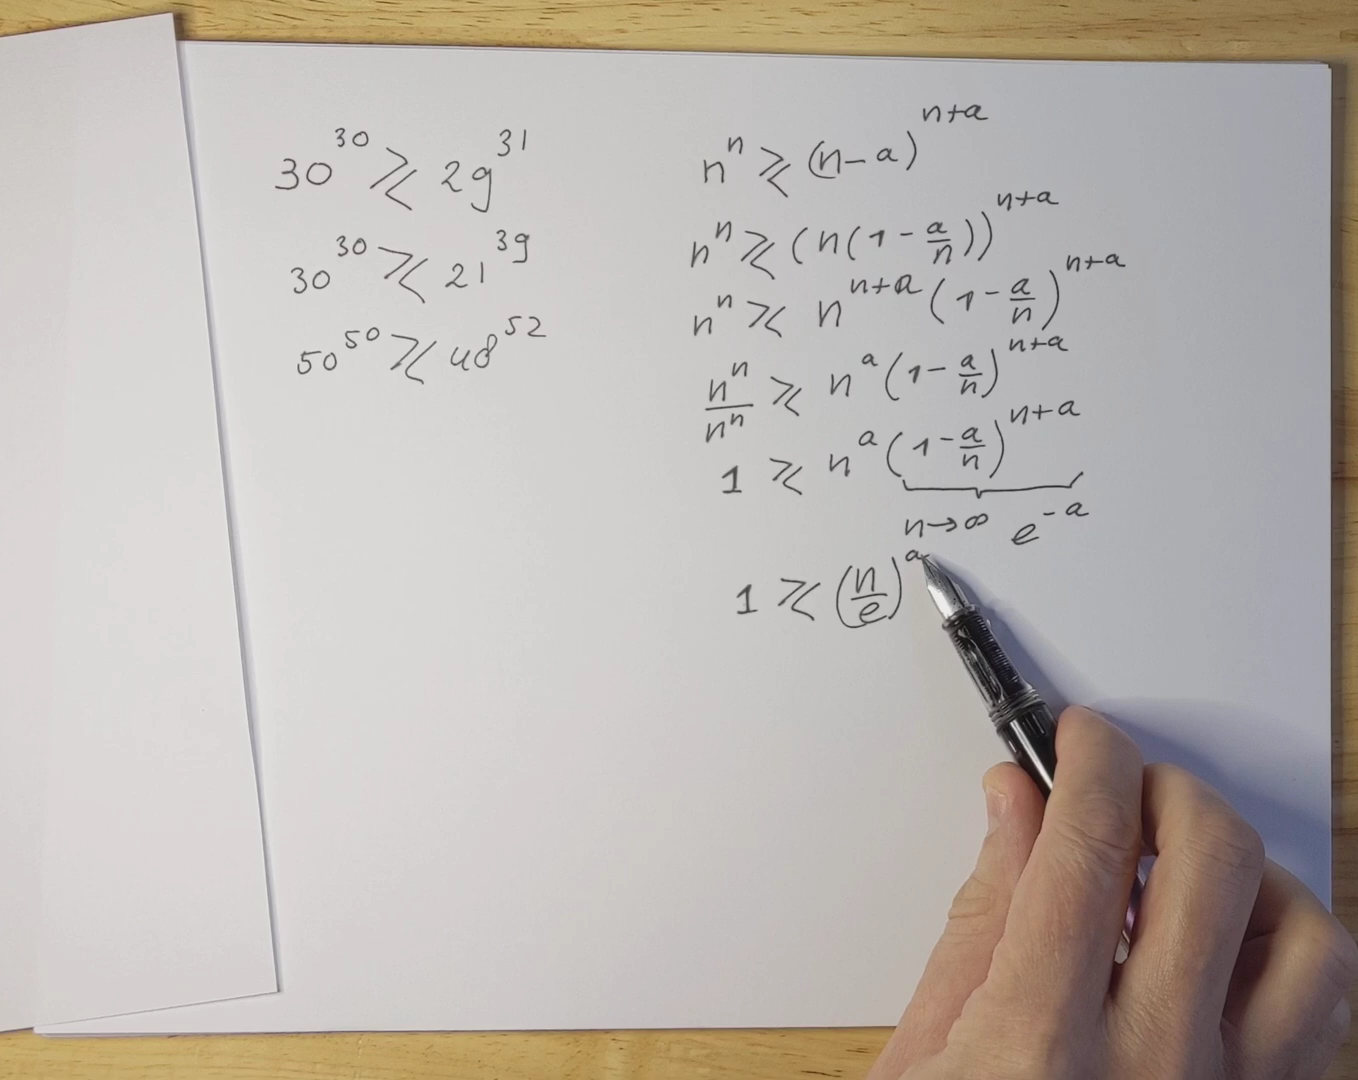 30^30 ⩾ 29^31
30^30 ⩾ 21^39
50^50 ⩾ 48^52
n^n ⩾ (n-a)^n+a
n^n ⩾ (n(1-a/n))^n+a
n^n ⩾ n^n+a (1-a/n)^n+a
n^n/n^n ⩾ n^a (1-a/n)^n+a
1 ⩾ n^a (1-a/n)^n+a
n→∞ e^-a
1 ⩾ (n/e)^a